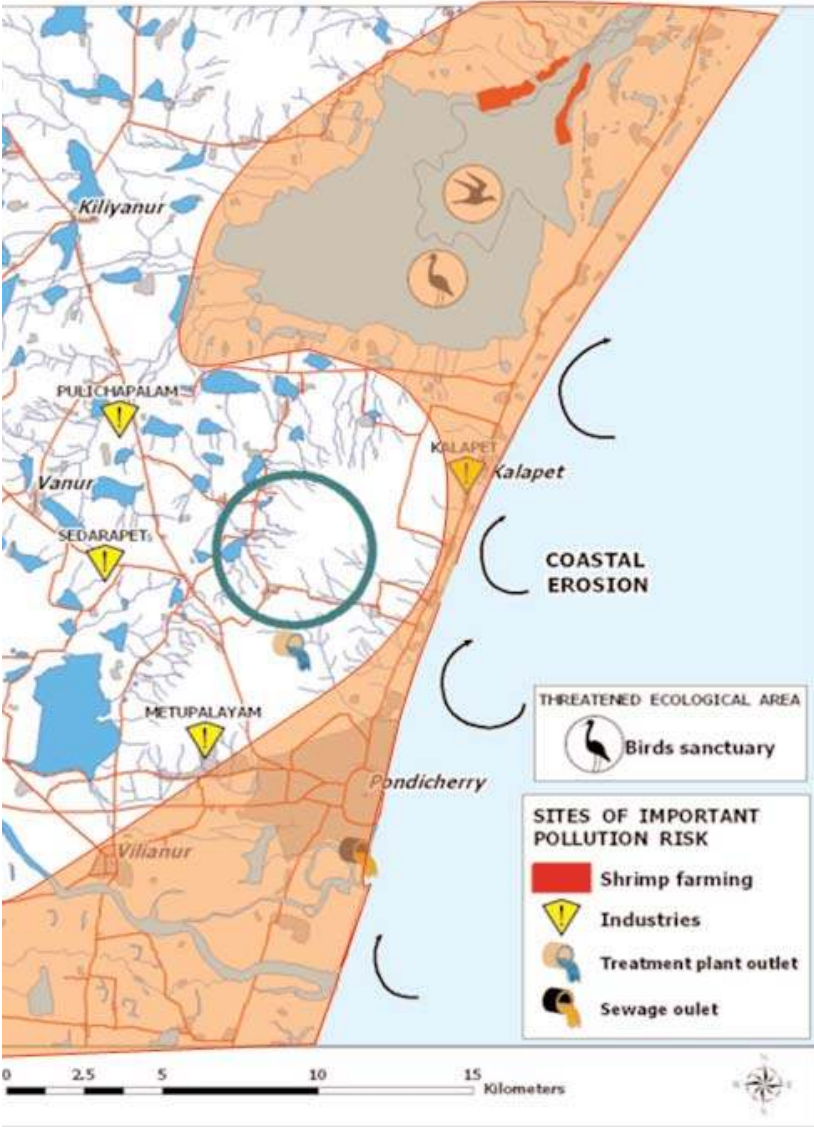 Kiliyanur
PULICHAPALAM
KALAPET
Kalapet
Vanur
SEDARAPET
COASTAL
EROSION
METUPALAYAM
Pondicherry
Vilianur
THREATENED ECOLOGICAL AREA
Birds sanctuary
SITES OF IMPORTANT
POLLUTION RISK
Shrimp farming
Industries
Treatment plant outlet
Sewage oulet
0 2.5 5 10 15
Kilometers